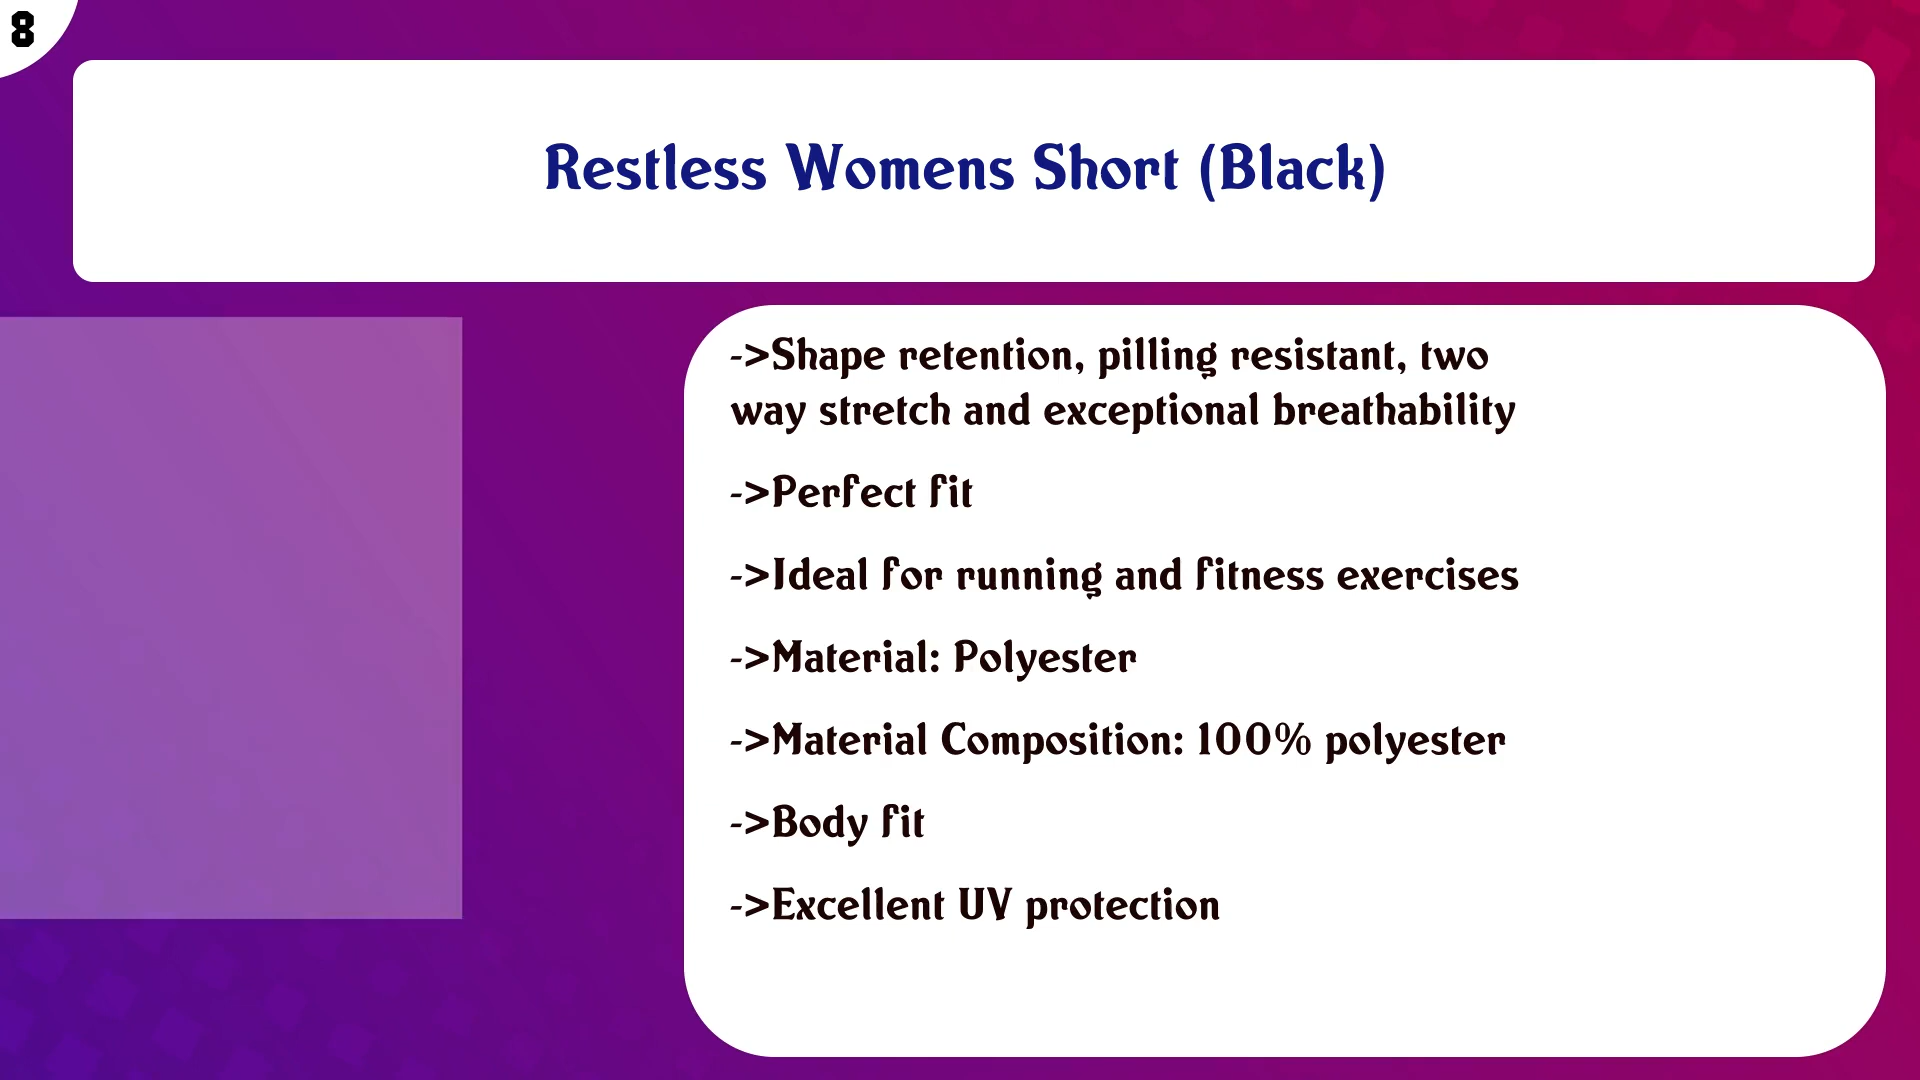 8
Restless Womens Short (Black)
->Shape retention, pilling resistant, two
way stretch and exceptional breathability
->Perfect fit
->Ideal for running and fitness exercises
->Material: Polyester
->Material Composition: 100% polyester
->Body fit
->Excellent UV protection